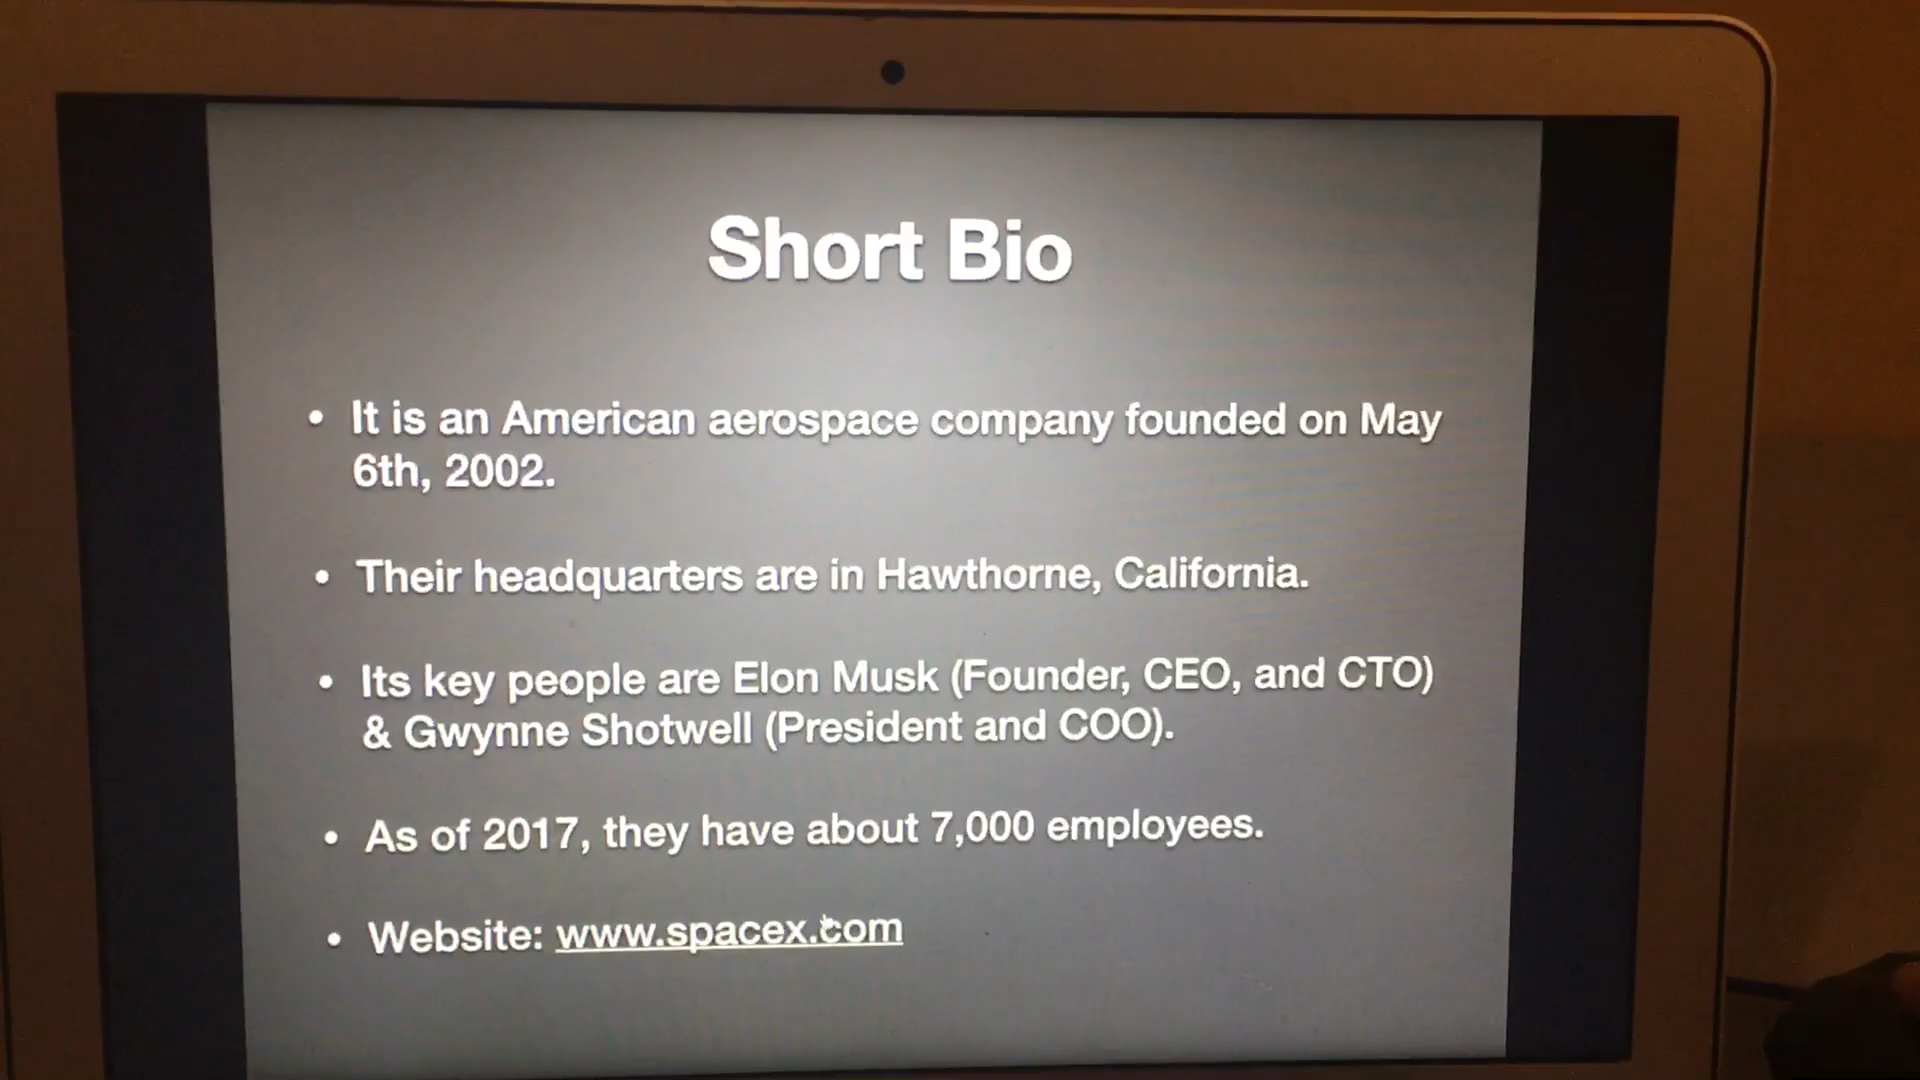 Short Bio
• It is an American aerospace company founded on May
6th, 2002.
• Their headquarters are in Hawthorne, California.
• Its key people are Elon Musk (Founder, CEO, and CTO)
& Gwynne Shotwell (President and COO).
• As of 2017, they have about 7,000 employees.
• Website: www.spacex.com